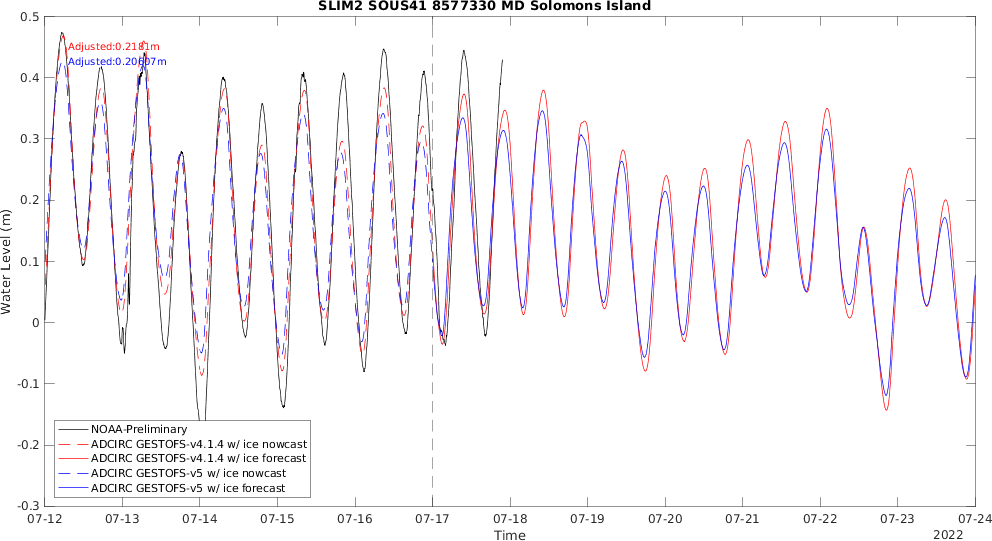 SLIM2 SOUS41 8577330 MD Solomons Island
0.5
Adjusted:0.2181m
Adjusted:0.20607m
0.4
0.3
0.2
0.1
0
-0.1
-0.2
-0.3
Water Level (m)
NOAA-Preliminary
ADCIRC GESTOFS-v4.1.4 w/ ice nowcast
ADCIRC GESTOFS-v4.1.4 w/ ice forecast
ADCIRC GESTOFS-v5 w/ ice nowcast
ADCIRC GESTOFS-v5 w/ ice forecast
07-12 07-13 07-14 07-15 07-16 07-17 07-18 07-19 07-20 07-21 07-22 07-23 07-24
Time
2022